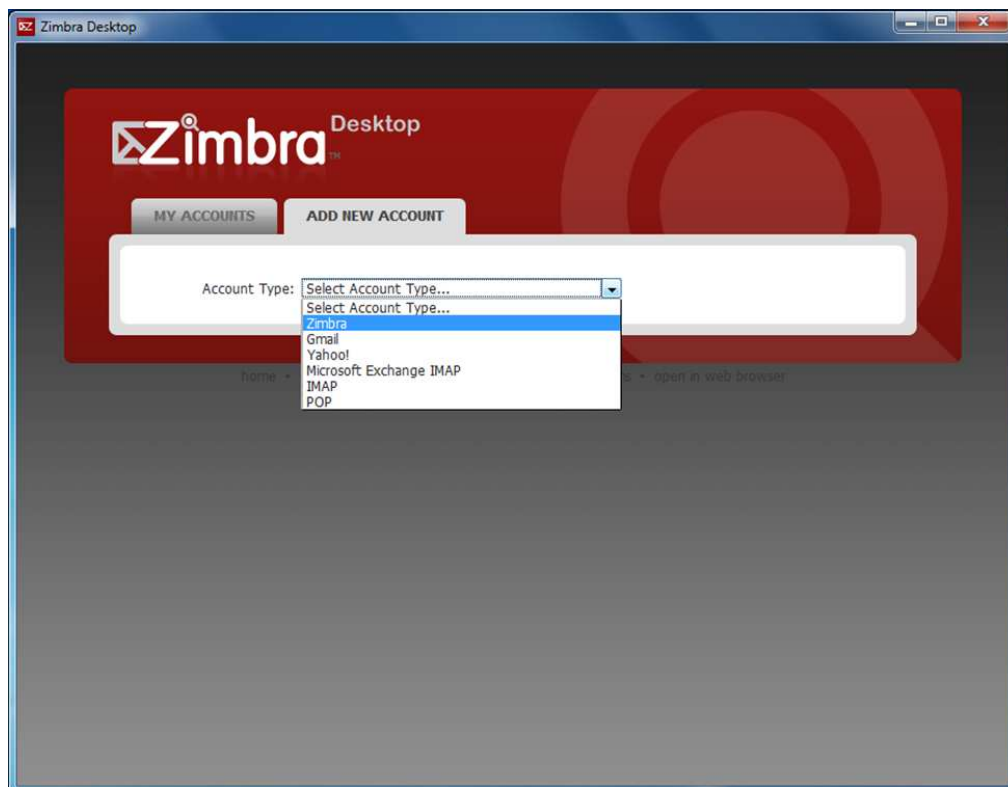 Zimbra Desktop
Zimbra Desktop™
MY ACCOUNTS
ADD NEW ACCOUNT
Account Type: Select Account Type...
Select Account Type...
Zimbra
Gmail
Yahoo!
Microsoft Exchange IMAP
IMAP
POP
home • • open in web browser